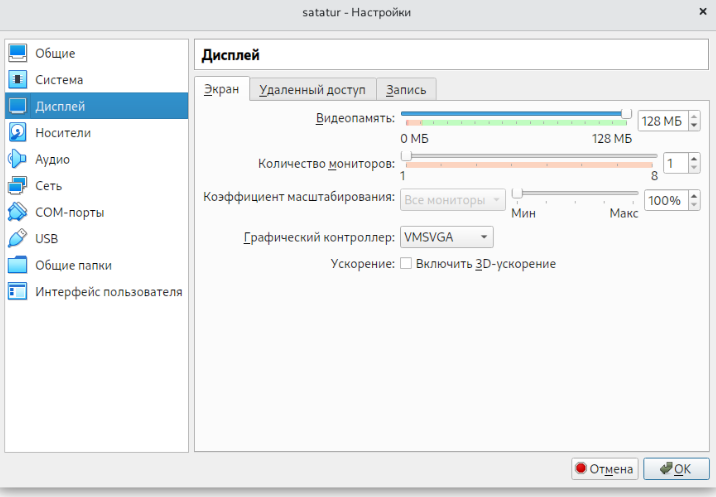 satatur - Настройки
Общие
Система
Дисплей
Носители
Аудио
Сеть
COM-порты
USB
Общие папки
Интерфейс пользователя
Дисплей
Экран Удаленный доступ Запись
Видеопамять: 128 МБ
0 МБ 128 МБ
Количество мониторов: 1
1 8
Коэффициент масштабирования: Все мониторы 100%
Мин Макс
Графический контроллер: VMSVGA
Ускорение: Включить 3D-ускорение
Отмена OK